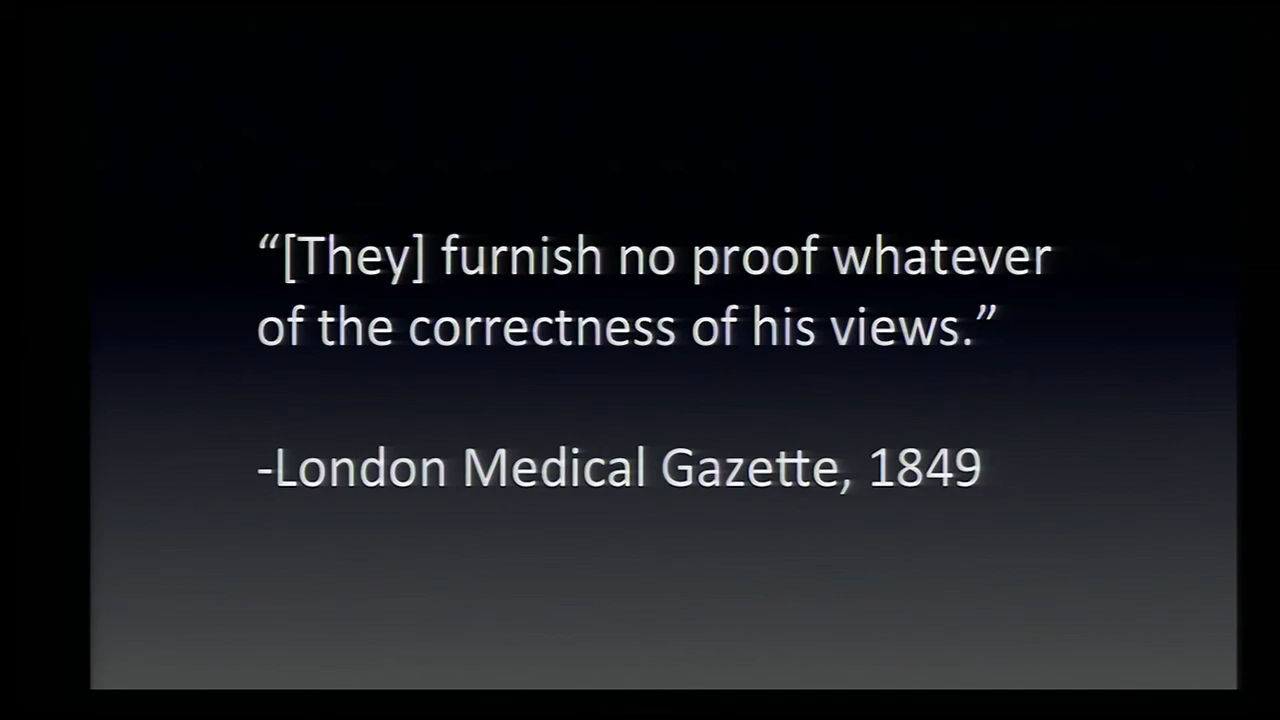 “[They] furnish no proof whatever
of the correctness of his views.”
-London Medical Gazette, 1849